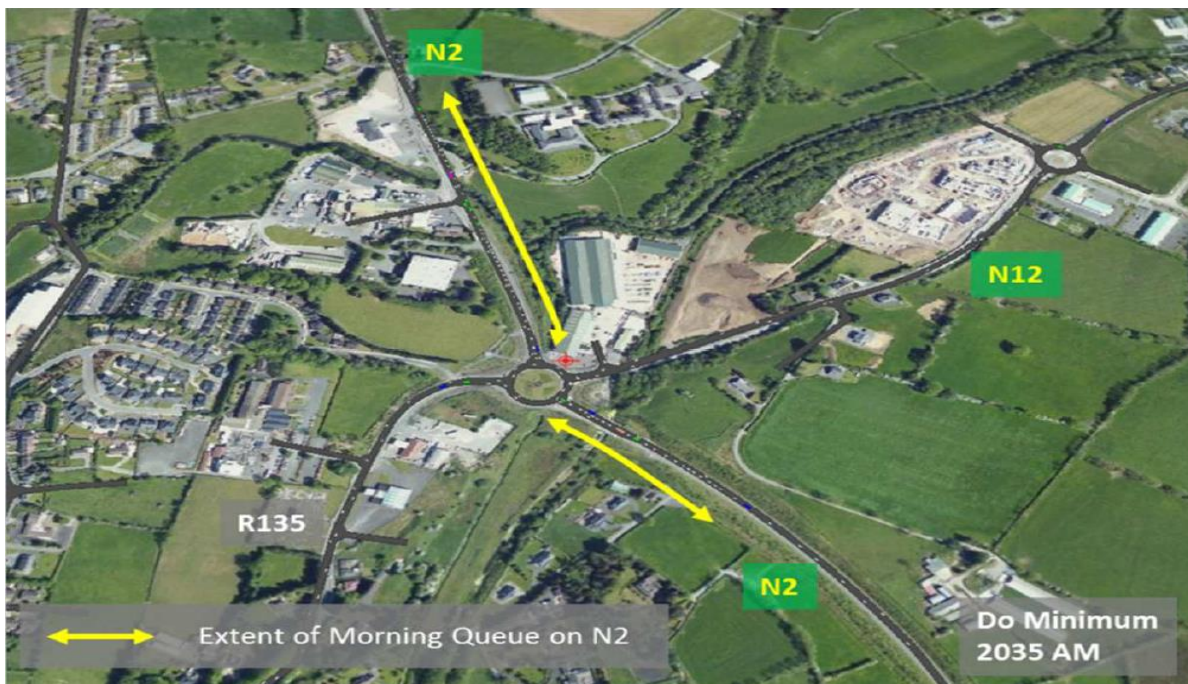 N2
N12
R135
N2
Extent of Morning Queue on N2
Do Minimum
2035 AM